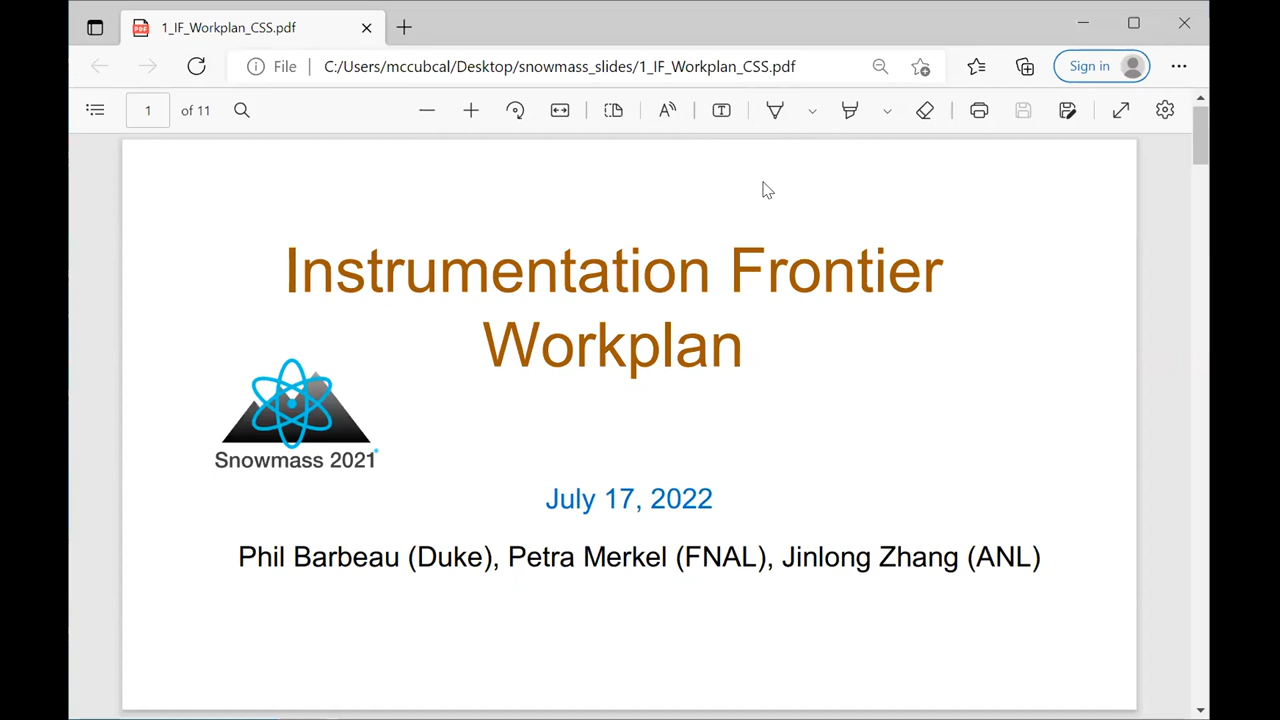 1_IF_Workplan_CSS.pdf
File C:/Users/mccubcal/Desktop/snowmass_slides/1_IF_Workplan_CSS.pdf
Sign in
1 of 11
Instrumentation Frontier
Workplan
Snowmass 2021
July 17, 2022
Phil Barbeau (Duke), Petra Merkel (FNAL), Jinlong Zhang (ANL)